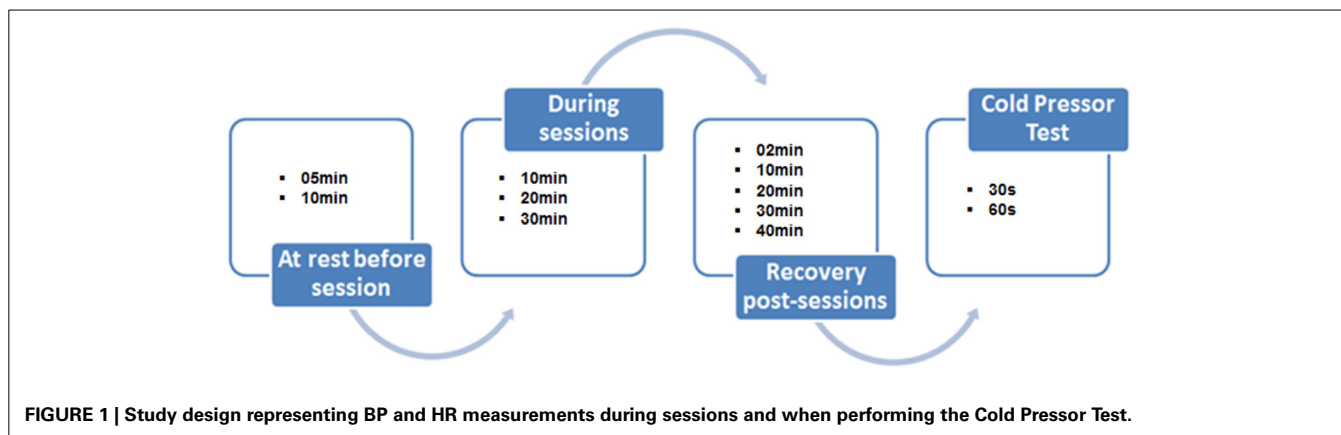 ▪ 05min
▪ 10min
At rest before
session
During
sessions
▪ 10min
▪ 20min
▪ 30min
▪ 02min
▪ 10min
▪ 20min
▪ 30min
▪ 40min
Recovery
post-sessions
Cold Pressor
Test
▪ 30s
▪ 60s
FIGURE 1 | Study design representing BP and HR measurements during sessions and when performing the Cold Pressor Test.